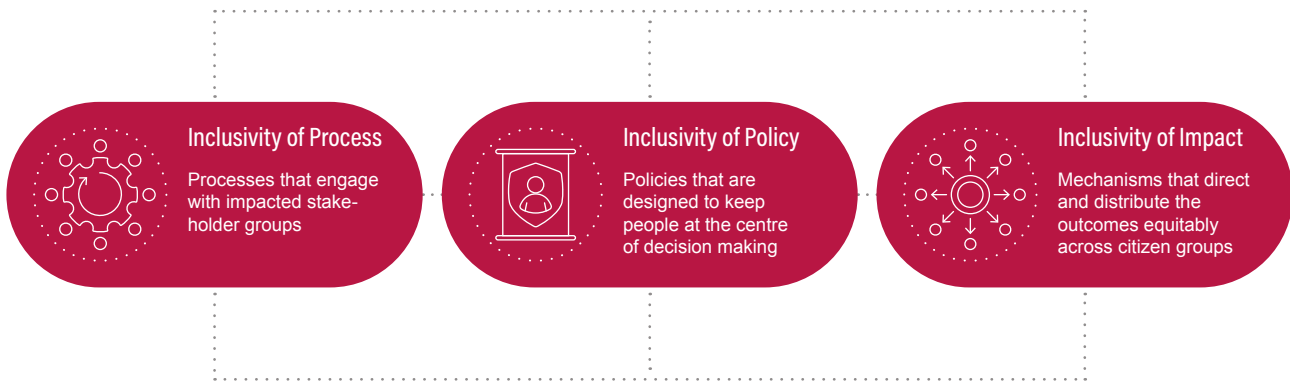 Inclusivity of Process
Processes that engage
with impacted stake-
holder groups
Inclusivity of Policy
Policies that are
designed to keep
people at the centre
of decision making
Inclusivity of Impact
Mechanisms that direct
and distribute the
outcomes equitably
across citizen groups